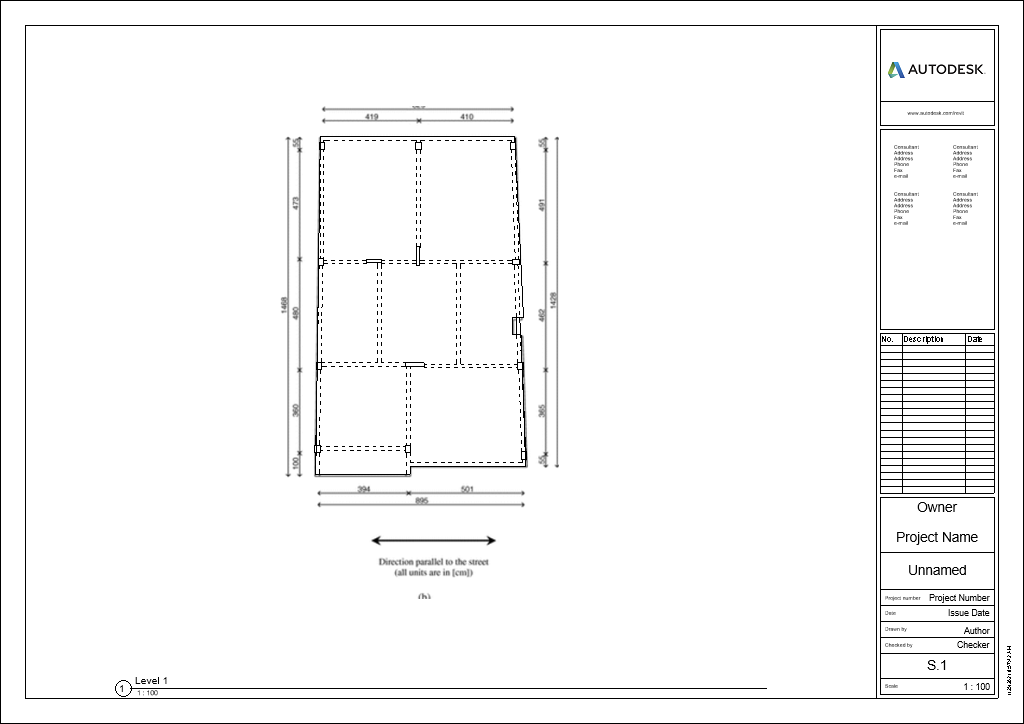 419 410
55 55
473 491
1468 480 462 1428
360 365
100 55
394 501
895
Direction parallel to the street
(all units are in [cm])
1 Level 1
1 : 100
AUTODESK
www.autodesk.com/revit
Consultant Consultant
Address Address
Address Address
Phone Phone
Fax Fax
e-mail e-mail
Consultant Consultant
Address Address
Address Address
Phone Phone
Fax Fax
e-mail e-mail
No. Description Date
Owner
Project Name
Unnamed
Project number Project Number
Date Issue Date
Drawn by Author
Checked by Checker
S.1
Scale 1 : 100